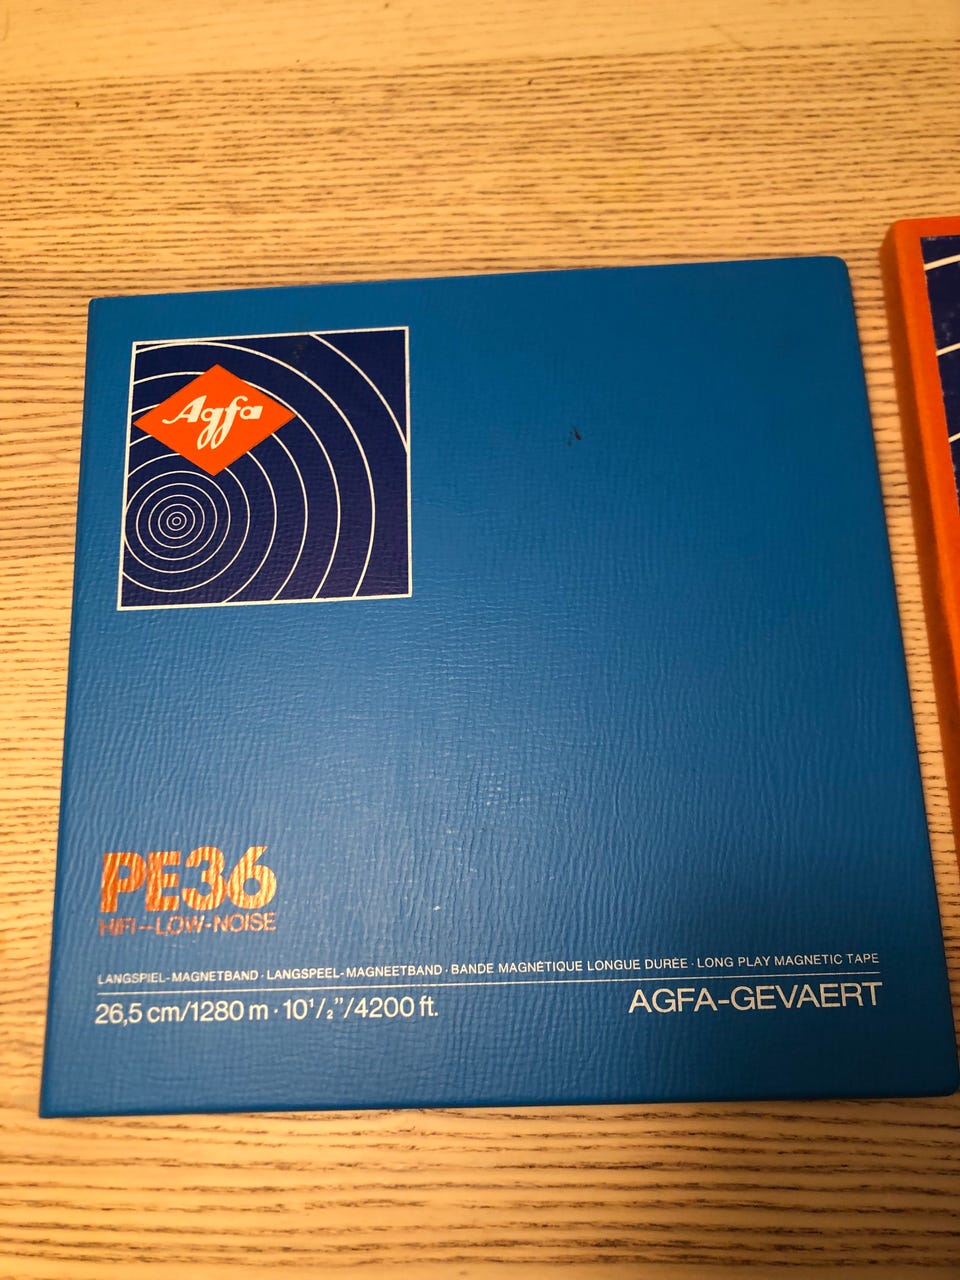 Agfa
PE36
HIFI-LOW-NOISE
LANGSPIEL-MAGNETBAND · LANGSPEEL-MAGNEETBAND · BANDE MAGNÉTIQUE LONGUE DURÉE · LONG PLAY MAGNETIC TAPE
26,5 cm/1280 m · 10¹/₂"/4200 ft.
AGFA-GEVAERT